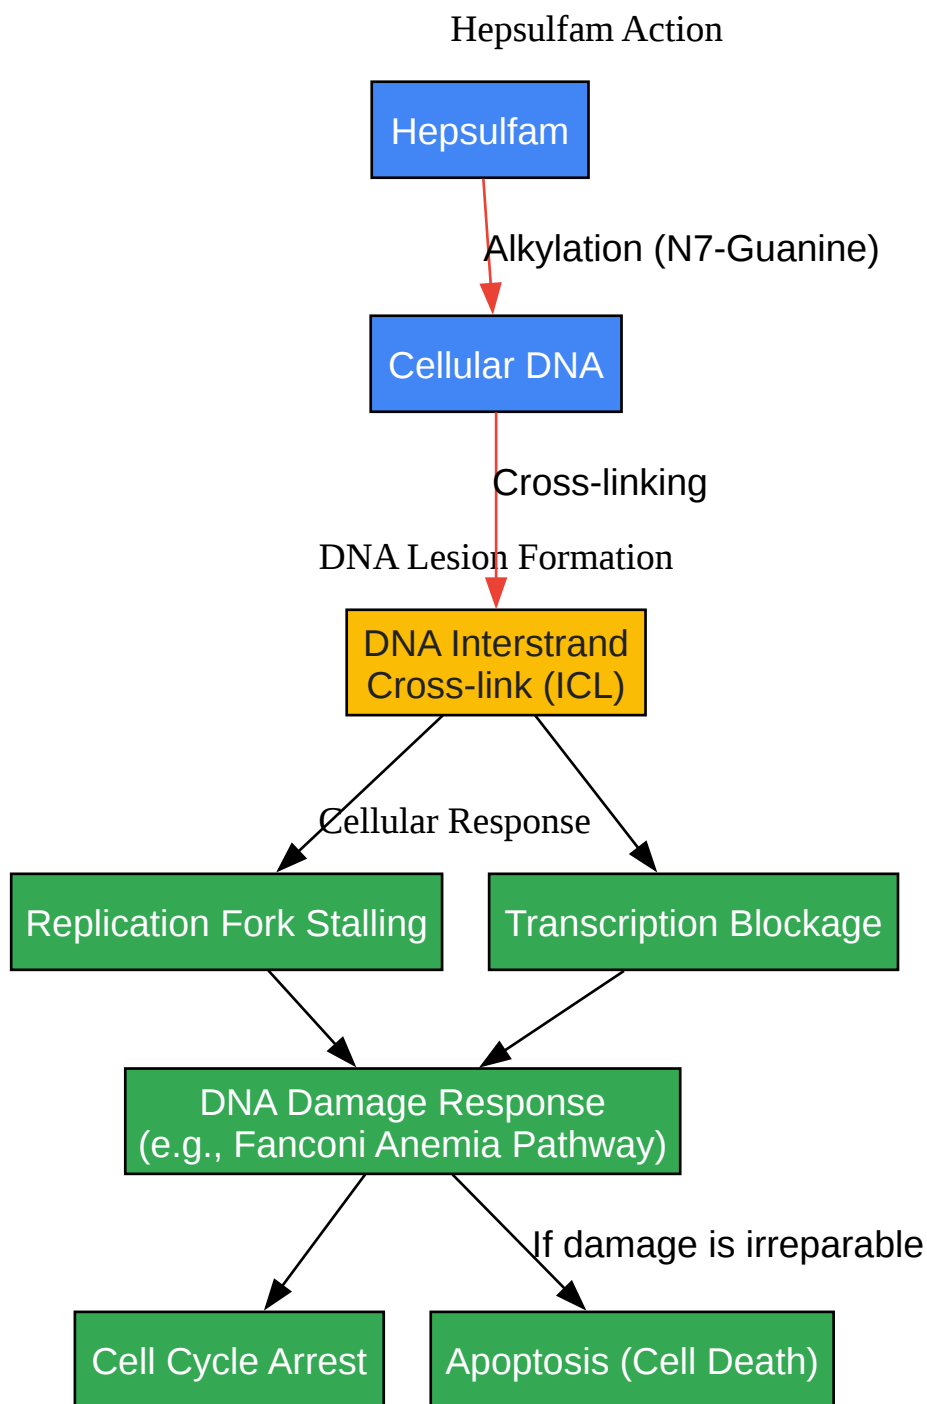 Hepsulfam Action
Hepsulfam
Alkylation (N7-Guanine)
Cellular DNA
Cross-linking
DNA Lesion Formation
DNA Interstrand
Cross-link (ICL)
Cellular Response
Replication Fork Stalling
Transcription Blockage
DNA Damage Response
(e.g., Fanconi Anemia Pathway)
If damage is irreparable
Cell Cycle Arrest
Apoptosis (Cell Death)